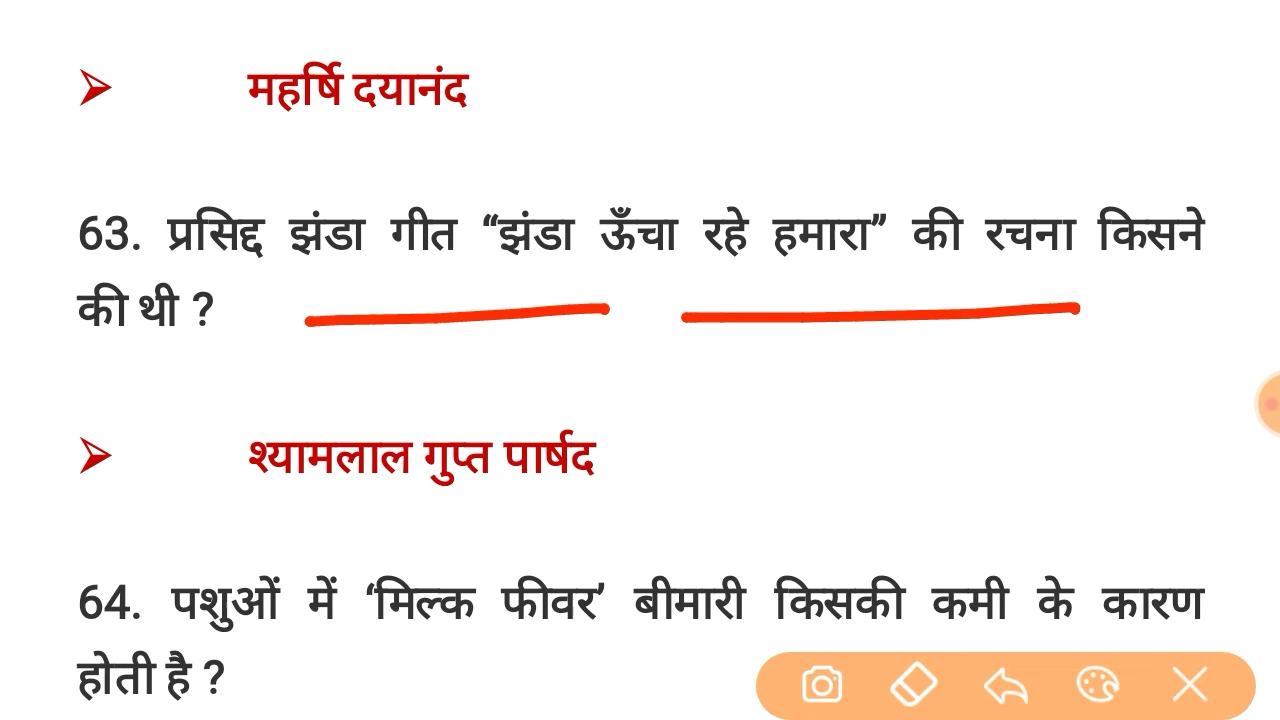 ➢ महर्षि दयानंद
63. प्रसिद्द झंडा गीत “झंडा ऊँचा रहे हमारा” की रचना किसने
की थी ?
➢ श्यामलाल गुप्त पार्षद
64. पशुओं में ‘मिल्क फीवर’ बीमारी किसकी कमी के कारण
होती है ?